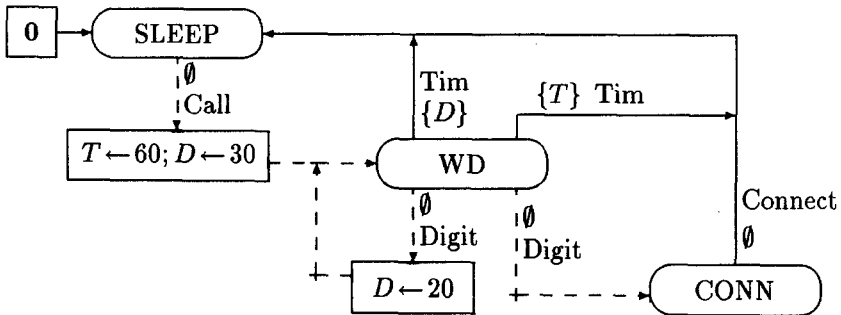 0
SLEEP
∅
Call
T←60; D←30
Tim
{D}
{T} Tim
WD
∅
Digit
∅
Digit
D←20
Connect
∅
CONN